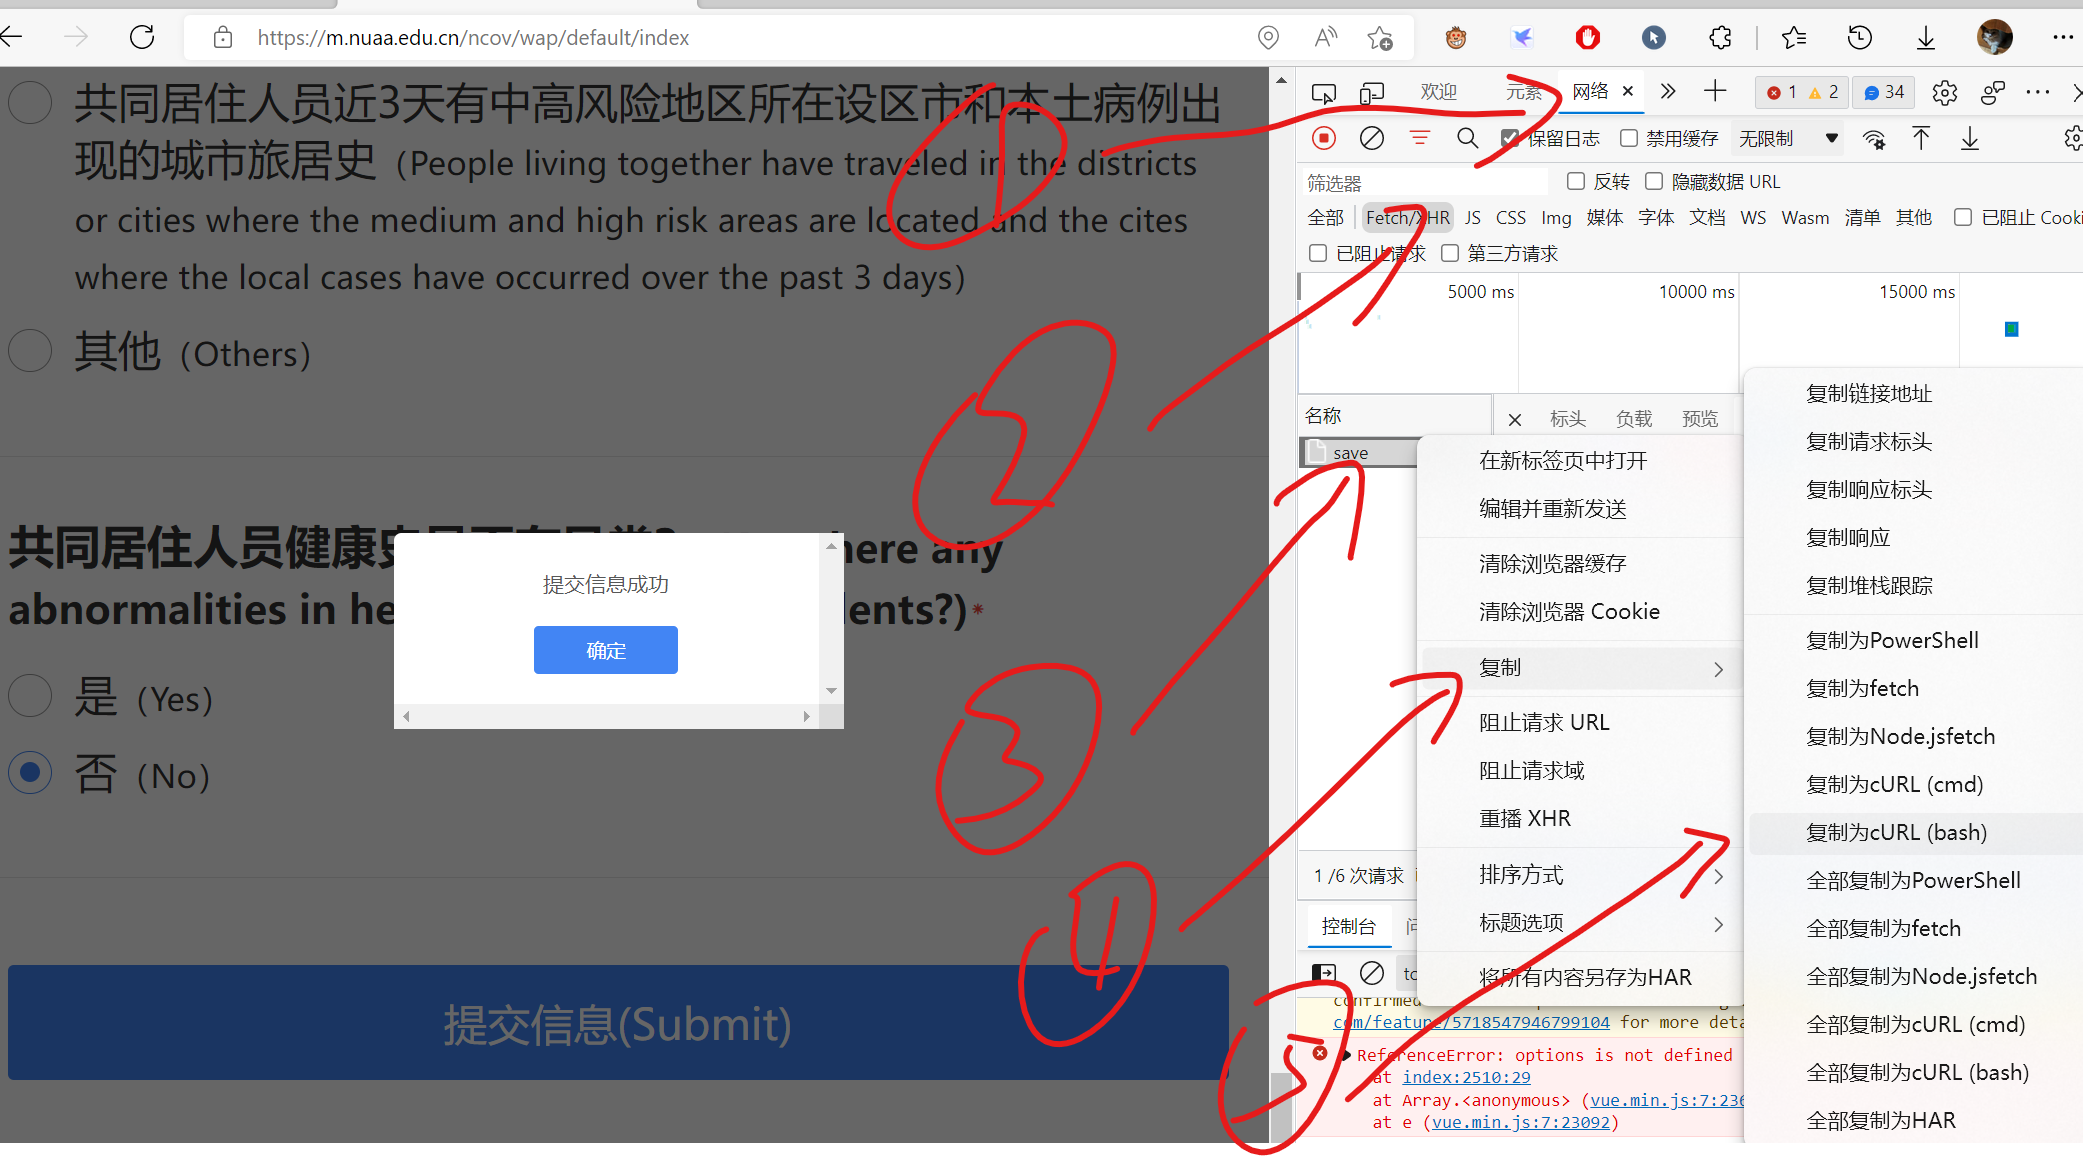 https://m.nuaa.edu.cn/ncov/wap/default/index
共同居住人员近3天有中高风险地区所在设区市和本土病例出
现的城市旅居史（People living together have traveled in the districts
or cities where the medium and high risk areas are located and the cites
where the local cases have occurred over the past 3 days）
其他（Others）
共同居住人员健康
here any
abnormalities in he
dents?)*
提交信息成功
确定
是（Yes）
否（No）
提交信息(Submit)
1
2
3
4
5
欢迎 元素 网络
1 2 34
保留日志 禁用缓存 无限制
筛选器 反转 隐藏数据 URL
全部 Fetch/XHR JS CSS Img 媒体 字体 文档 WS Wasm 清单 其他 已阻止 Cooki
已阻止请求 第三方请求
5000 ms 10000 ms 15000 ms
名称
标头 负载 预览
save
在新标签页中打开
编辑并重新发送
清除浏览器缓存
清除浏览器 Cookie
复制
阻止请求 URL
阻止请求域
重播 XHR
排序方式
标题选项
将所有内容另存为HAR
复制链接地址
复制请求标头
复制响应标头
复制响应
复制堆栈跟踪
复制为PowerShell
复制为fetch
复制为Node.jsfetch
复制为cURL (cmd)
复制为cURL (bash)
全部复制为PowerShell
全部复制为fetch
全部复制为Node.jsfetch
全部复制为cURL (cmd)
全部复制为cURL (bash)
全部复制为HAR
1 /6 次请求
控制台
to
confirmed
com/feature/5718547946799104 for more deta
ReferenceError: options is not defined
at index:2510:29
at Array.<anonymous> (vue.min.js:7:236
at e (vue.min.js:7:23092)